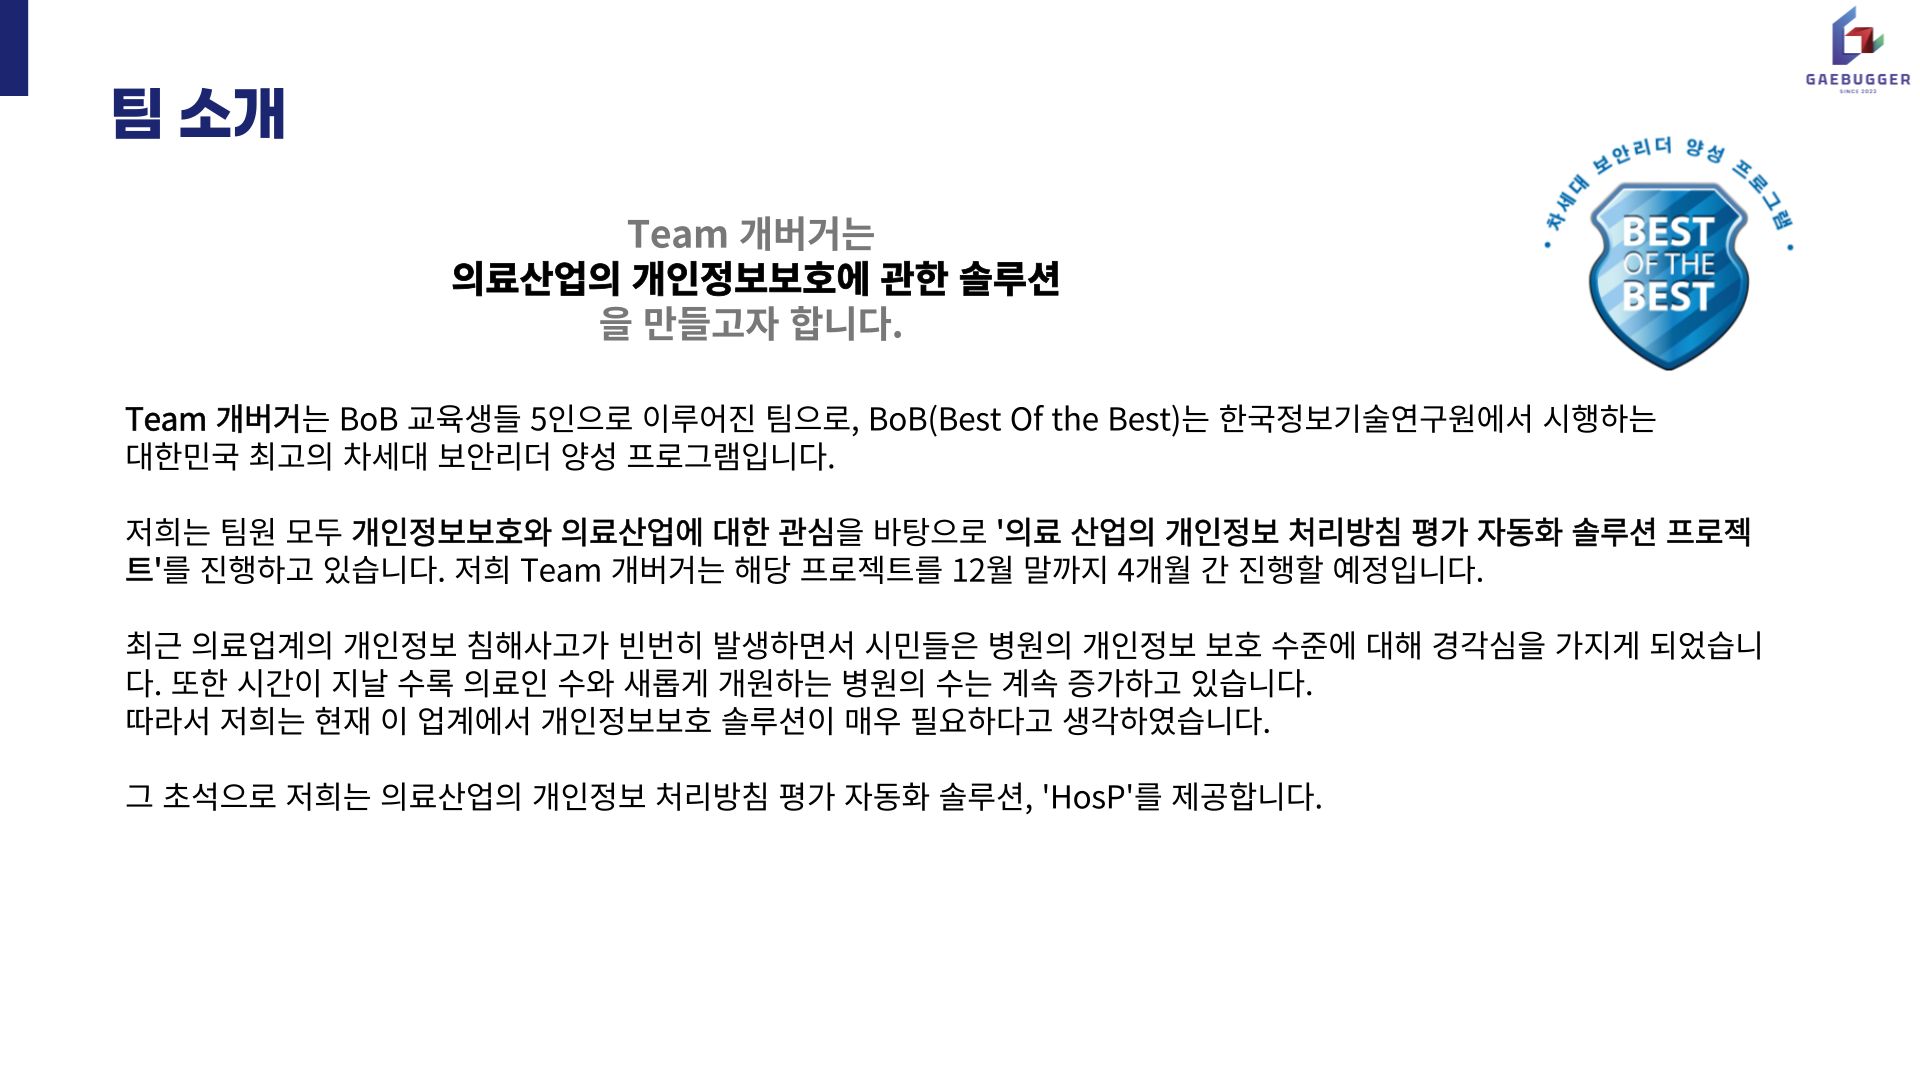 GAEBUGGER
SINCE 2023
팀 소개
차세대 보안리더 양성 프로그램
BEST
OF THE
BEST
Team 개버거는
의료산업의 개인정보보호에 관한 솔루션
을 만들고자 합니다.
Team 개버거는 BoB 교육생들 5인으로 이루어진 팀으로, BoB(Best Of the Best)는 한국정보기술연구원에서 시행하는
대한민국 최고의 차세대 보안리더 양성 프로그램입니다.
저희는 팀원 모두 개인정보보호와 의료산업에 대한 관심을 바탕으로 '의료 산업의 개인정보 처리방침 평가 자동화 솔루션 프로젝
트'를 진행하고 있습니다. 저희 Team 개버거는 해당 프로젝트를 12월 말까지 4개월 간 진행할 예정입니다.
최근 의료업계의 개인정보 침해사고가 빈번히 발생하면서 시민들은 병원의 개인정보 보호 수준에 대해 경각심을 가지게 되었습니
다. 또한 시간이 지날 수록 의료인 수와 새롭게 개원하는 병원의 수는 계속 증가하고 있습니다.
따라서 저희는 현재 이 업계에서 개인정보보호 솔루션이 매우 필요하다고 생각하였습니다.
그 초석으로 저희는 의료산업의 개인정보 처리방침 평가 자동화 솔루션, 'HosP'를 제공합니다.